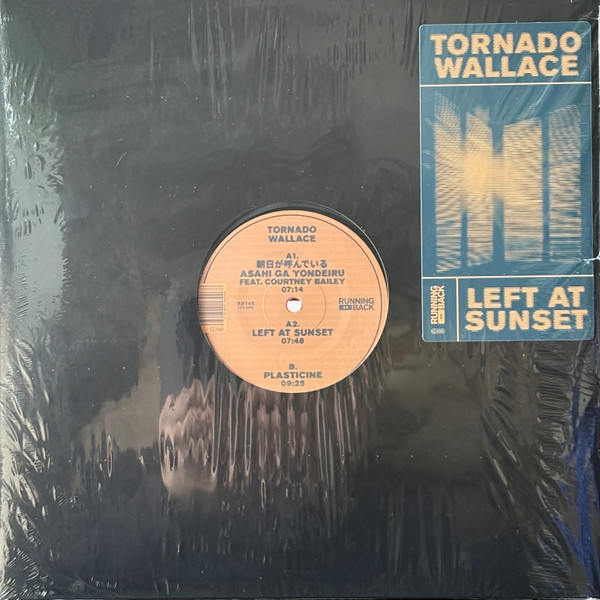 TORNADO
WALLACE
RUNNING
BACK
LEFT AT
SUNSET
TORNADO
WALLACE
A1.
朝日が呼んでいる
ASAHI GA YONDEIRU
FEAT. COURTNEY BAILEY
07:14
RB145
RUNNING
BACK
A2.
LEFT AT SUNSET
07:48
B.
PLASTICINE
09:25